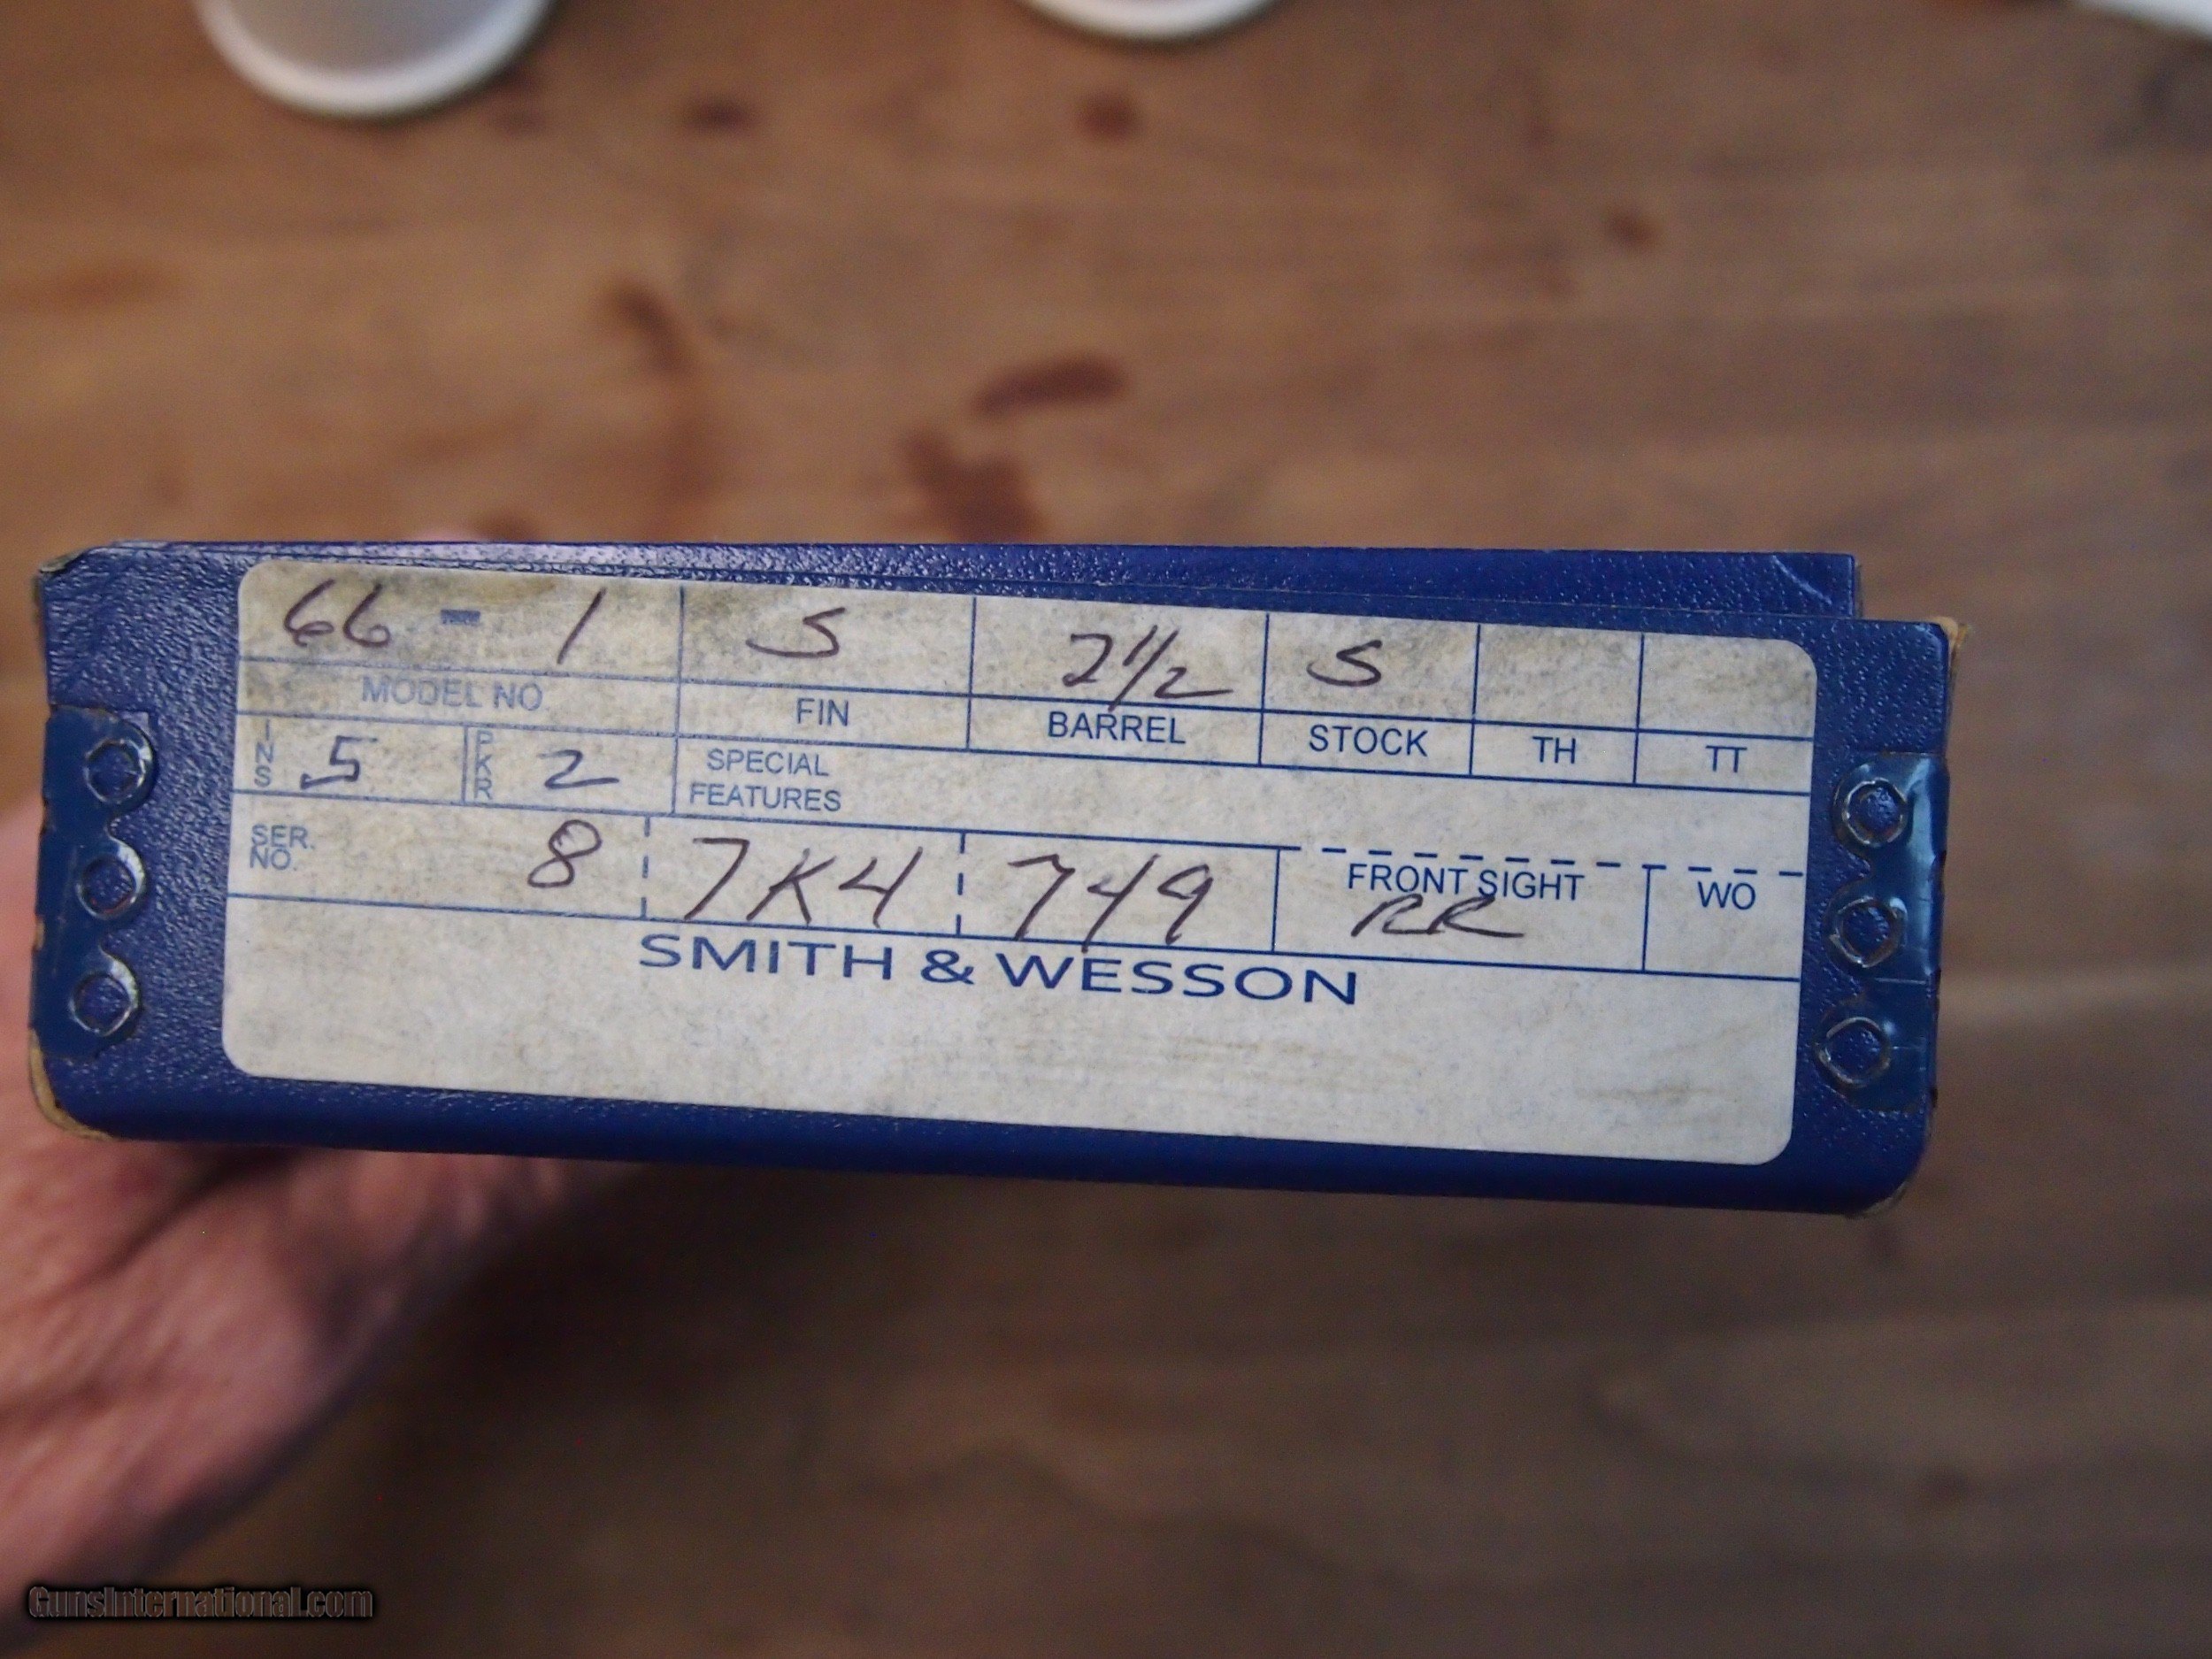 66 - 1 S 2 1/2 S
MODEL NO. FIN BARREL STOCK TH TT
INS 5 PKR 2 SPECIAL FEATURES
SER. NO. 8 7K4 749 FRONT SIGHT RR WO
SMITH & WESSON
GunsInternational.com